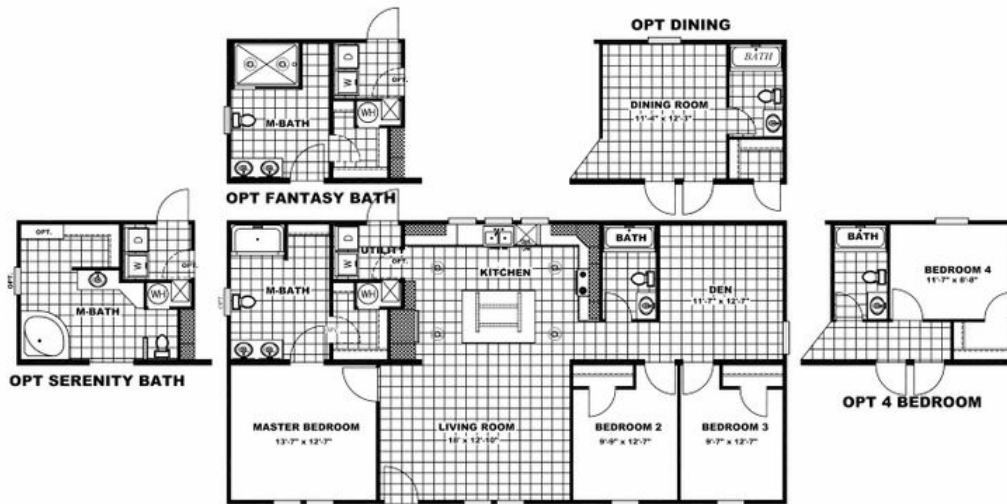 OPT DINING
D
W
OPT.
WH
M-BATH
OPT FANTASY BATH
BATH
DINING ROOM
11'-4" x 12'-3"
OPT.
D
W
OPT.
WH
M-BATH
OPT SERENITY BATH
D
W
UTILITY
OPT.
WH
M-BATH
KITCHEN
BATH
DEN
11'-7" x 12'-7"
MASTER BEDROOM
13'-7" x 12'-7"
LIVING ROOM
18' x 12'-10"
BEDROOM 2
9'-9" x 12'-7"
BEDROOM 3
9'-7" x 12'-7"
BATH
BEDROOM 4
11'-7" x 8'-8"
OPT 4 BEDROOM